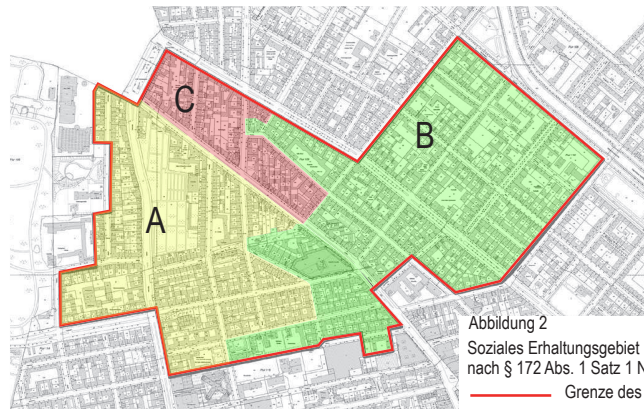 C
B
A
Abbildung 2
Soziales Erhaltungsgebiet
nach § 172 Abs. 1 Satz 1 N
Grenze des